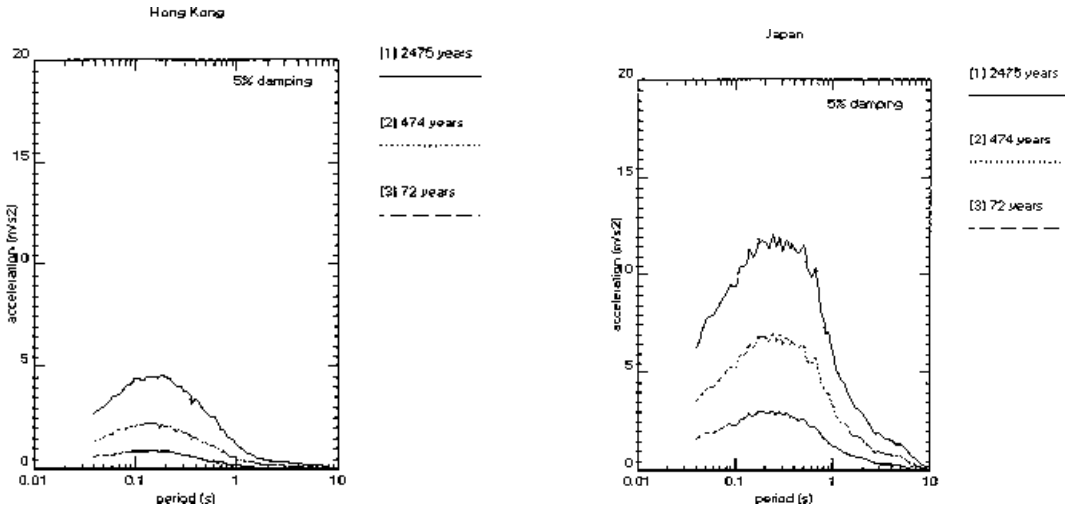 Hong Kong
[1] 2475 years
[2] 474 years
[3] 72 years
5% damping
20
15
10
5
0
acceleration [m/s2]
0.01
0.1
1
10
period (s)
Japan
[1] 2475 years
[2] 474 years
[3] 72 years
5% damping
20
15
10
5
0
acceleration [m/s2]
0.01
0.1
1
10
period (s)